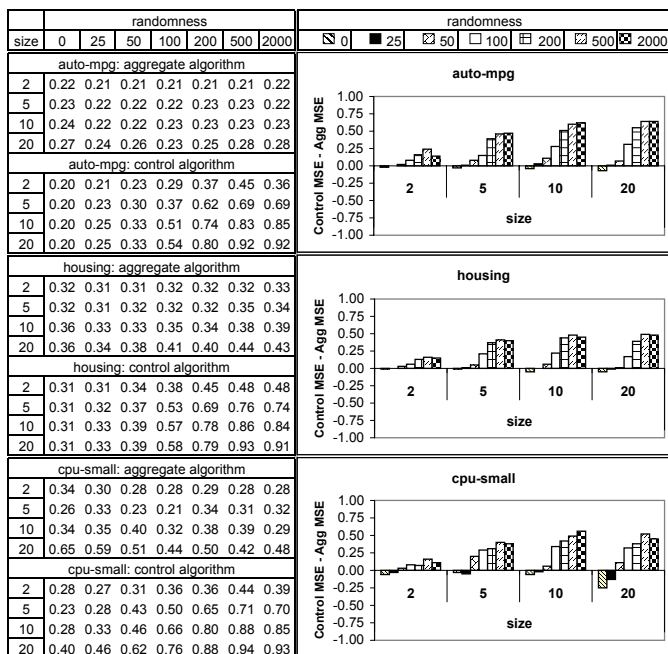 randomness
size 0 25 50 100 200 500 2000
auto-mpg: aggregate algorithm
2 0.22 0.21 0.21 0.21 0.21 0.21 0.22
5 0.23 0.22 0.22 0.22 0.23 0.23 0.22
10 0.24 0.22 0.22 0.23 0.23 0.23 0.23
20 0.27 0.24 0.26 0.23 0.25 0.28 0.28
auto-mpg: control algorithm
2 0.20 0.21 0.23 0.29 0.37 0.45 0.36
5 0.20 0.23 0.30 0.37 0.62 0.69 0.69
10 0.20 0.25 0.33 0.51 0.74 0.83 0.85
20 0.20 0.25 0.33 0.54 0.80 0.92 0.92
housing: aggregate algorithm
2 0.32 0.31 0.31 0.32 0.32 0.32 0.33
5 0.32 0.31 0.32 0.32 0.32 0.35 0.34
10 0.36 0.33 0.33 0.35 0.34 0.38 0.39
20 0.36 0.34 0.38 0.41 0.40 0.44 0.43
housing: control algorithm
2 0.31 0.31 0.34 0.38 0.45 0.48 0.48
5 0.31 0.32 0.37 0.53 0.69 0.76 0.74
10 0.31 0.33 0.39 0.57 0.78 0.86 0.84
20 0.31 0.33 0.39 0.58 0.79 0.93 0.91
cpu-small: aggregate algorithm
2 0.34 0.30 0.28 0.28 0.29 0.28 0.28
5 0.26 0.33 0.23 0.21 0.34 0.31 0.32
10 0.34 0.35 0.40 0.32 0.38 0.39 0.29
20 0.65 0.59 0.51 0.44 0.50 0.42 0.48
cpu-small: control algorithm
2 0.28 0.27 0.31 0.36 0.36 0.44 0.39
5 0.23 0.28 0.43 0.50 0.65 0.71 0.70
10 0.28 0.33 0.46 0.66 0.80 0.88 0.85
20 0.40 0.46 0.62 0.76 0.88 0.94 0.93
randomness
0 25 50 100 200 500 2000
auto-mpg
Control MSE - Agg MSE
1.00
0.75
0.50
0.25
0.00
-0.25
-0.50
-0.75
-1.00
2 5 10 20
size
housing
Control MSE - Agg MSE
1.00
0.75
0.50
0.25
0.00
-0.25
-0.50
-0.75
-1.00
2 5 10 20
size
cpu-small
Control MSE - Agg MSE
1.00
0.75
0.50
0.25
0.00
-0.25
-0.50
-0.75
-1.00
2 5 10 20
size